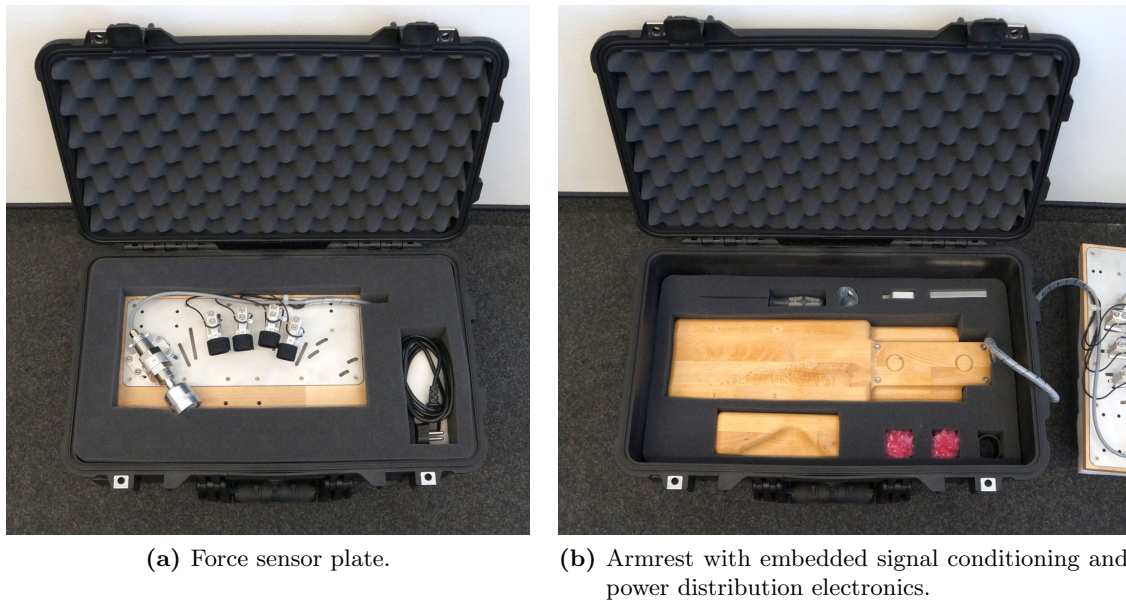 (a) Force sensor plate.
(b) Armrest with embedded signal conditioning and
power distribution electronics.